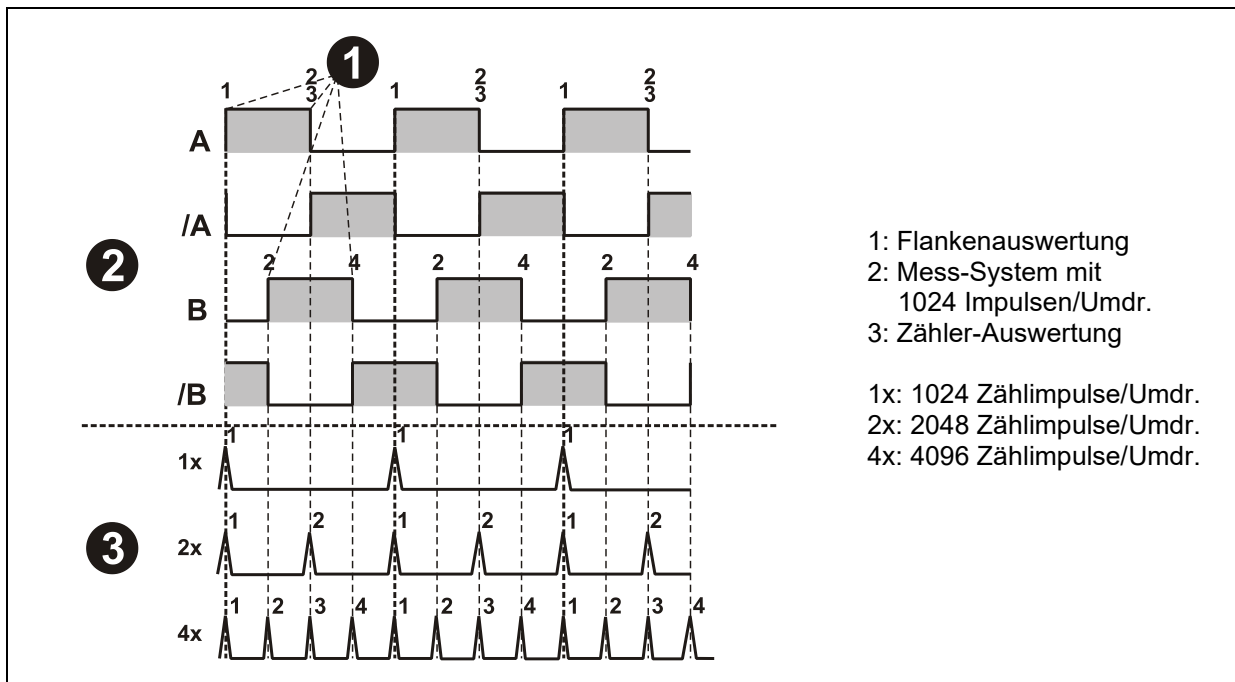 1
1 2 1 2 1 2
3 3 3
A
/A
2 4 2 4 2 4
2
B
/B
1 1 1
1x
1 2 1 2 1 2
3
2x
1 2 3 4 1 2 3 4 1 2 3 4
4x
1: Flankenauswertung
2: Mess-System mit
1024 Impulsen/Umdr.
3: Zähler-Auswertung
1x: 1024 Zählimpulse/Umdr.
2x: 2048 Zählimpulse/Umdr.
4x: 4096 Zählimpulse/Umdr.